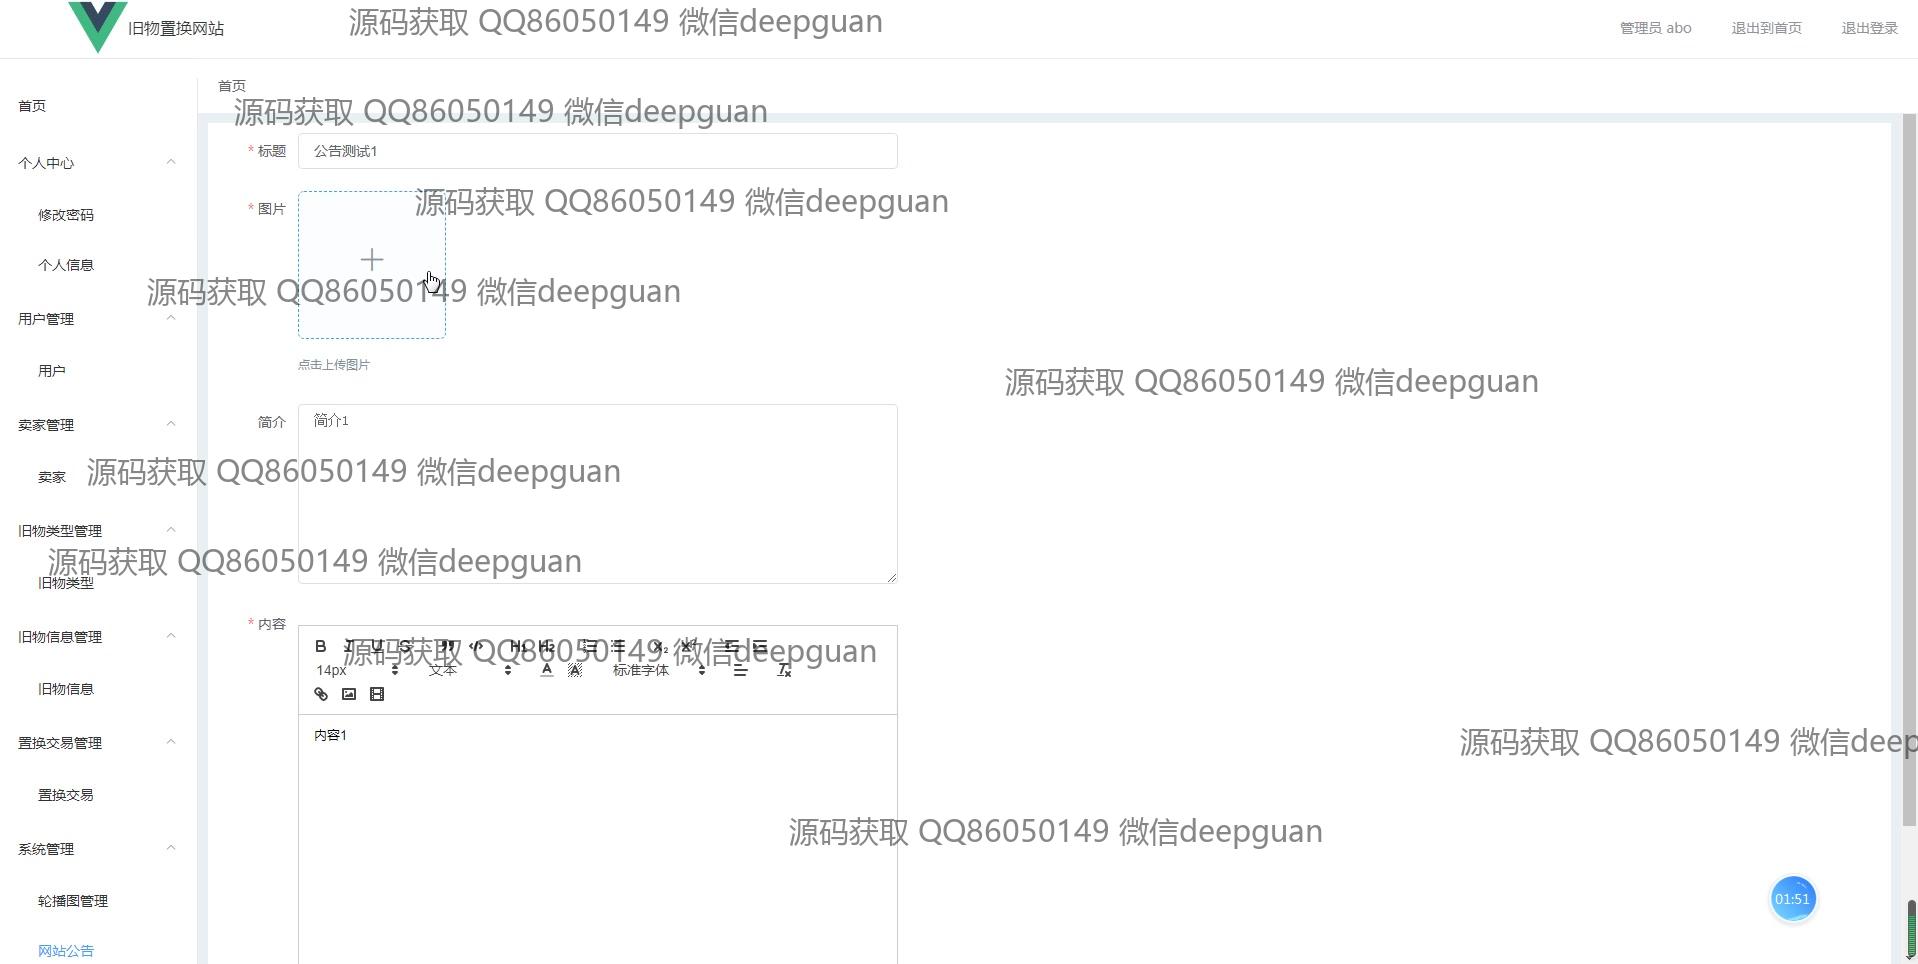 旧物置换网站
源码获取 QQ86050149 微信deepguan
管理员 abo
退出到首页
退出登录
首页
首页
源码获取 QQ86050149 微信deepguan
* 标题
公告测试1
个人中心
* 图片
源码获取 QQ86050149 微信deepguan
修改密码
个人信息
源码获取 QQ86050149 微信deepguan
用户管理
点击上传图片
用户
源码获取 QQ86050149 微信deepguan
卖家管理
简介
简介1
卖家
源码获取 QQ86050149 微信deepguan
旧物类型管理
源码获取 QQ86050149 微信deepguan
旧物类型
* 内容
旧物信息管理
B I U S ” </> H1 H2 X₂ X²
源码获取 QQ86050149 微信deepguan
14px
文本
A
A
标准字体
Tx
旧物信息
内容1
置换交易管理
源码获取 QQ86050149 微信deep
置换交易
源码获取 QQ86050149 微信deepguan
系统管理
轮播图管理
01:51
网站公告